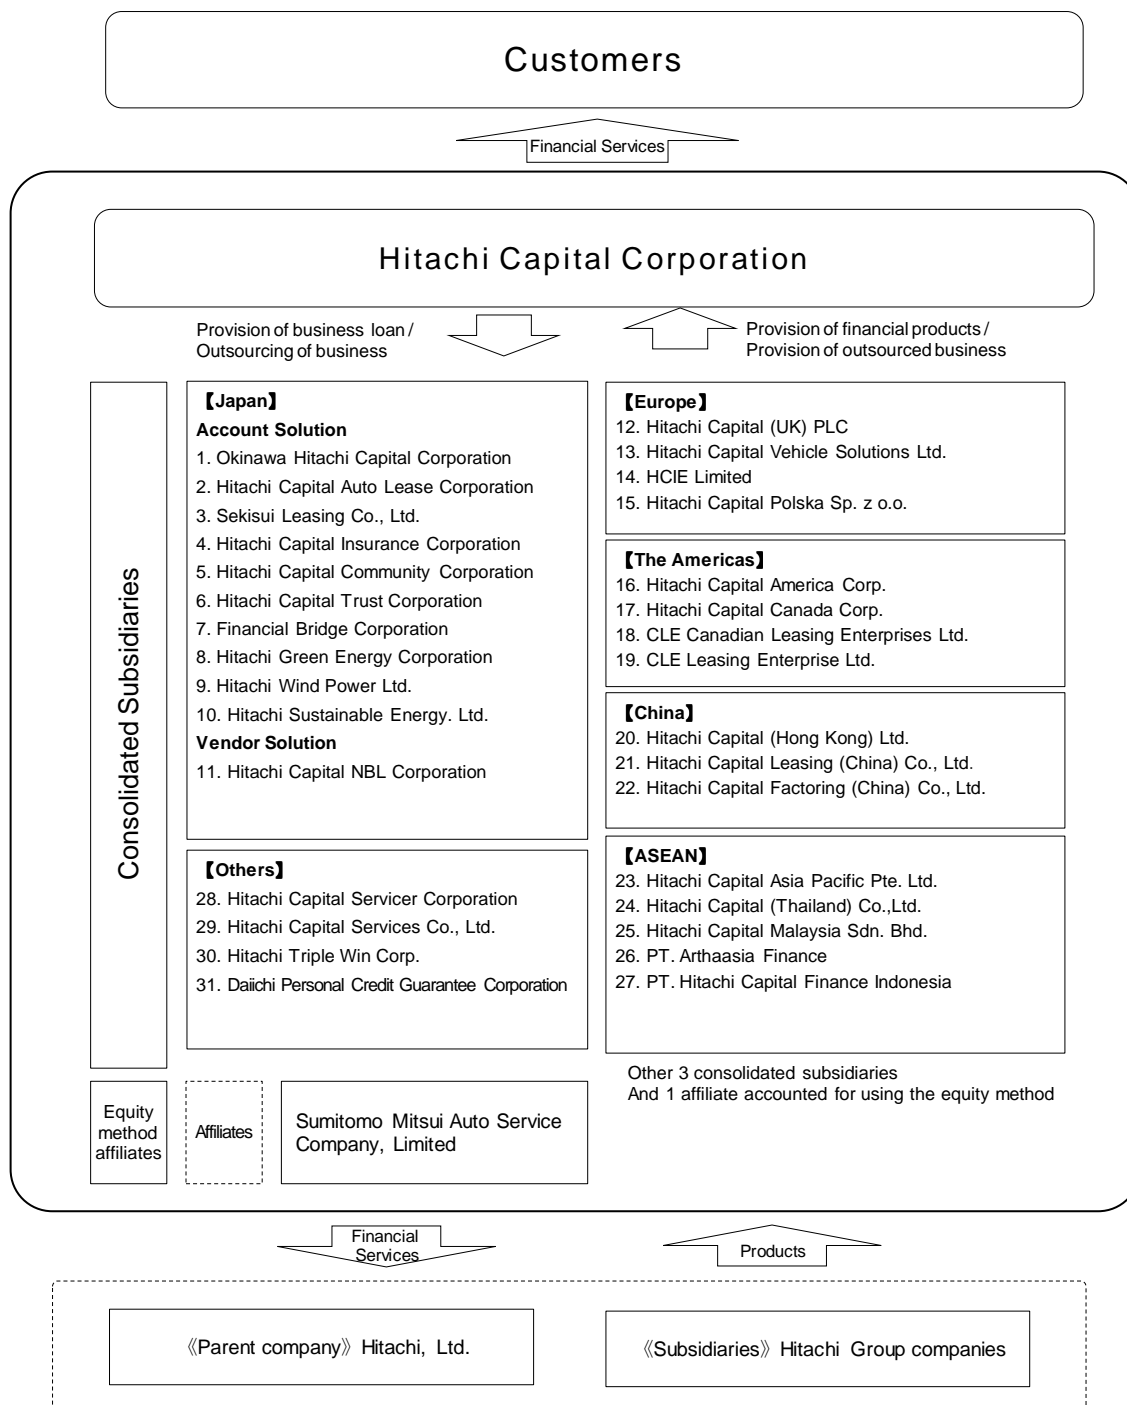 Customers
Financial Services
Hitachi Capital Corporation
Provision of business loan /
Outsourcing of business
Provision of financial products /
Provision of outsourced business
Consolidated Subsidiaries
【Japan】
Account Solution
1. Okinawa Hitachi Capital Corporation
2. Hitachi Capital Auto Lease Corporation
3. Sekisui Leasing Co., Ltd.
4. Hitachi Capital Insurance Corporation
5. Hitachi Capital Community Corporation
6. Hitachi Capital Trust Corporation
7. Financial Bridge Corporation
8. Hitachi Green Energy Corporation
9. Hitachi Wind Power Ltd.
10. Hitachi Sustainable Energy. Ltd.
Vendor Solution
11. Hitachi Capital NBL Corporation
【Others】
28. Hitachi Capital Servicer Corporation
29. Hitachi Capital Services Co., Ltd.
30. Hitachi Triple Win Corp.
31. Daiichi Personal Credit Guarantee Corporation
【Europe】
12. Hitachi Capital (UK) PLC
13. Hitachi Capital Vehicle Solutions Ltd.
14. HCIE Limited
15. Hitachi Capital Polska Sp. z o.o.
【The Americas】
16. Hitachi Capital America Corp.
17. Hitachi Capital Canada Corp.
18. CLE Canadian Leasing Enterprises Ltd.
19. CLE Leasing Enterprise Ltd.
【China】
20. Hitachi Capital (Hong Kong) Ltd.
21. Hitachi Capital Leasing (China) Co., Ltd.
22. Hitachi Capital Factoring (China) Co., Ltd.
【ASEAN】
23. Hitachi Capital Asia Pacific Pte. Ltd.
24. Hitachi Capital (Thailand) Co.,Ltd.
25. Hitachi Capital Malaysia Sdn. Bhd.
26. PT. Arthaasia Finance
27. PT. Hitachi Capital Finance Indonesia
Other 3 consolidated subsidiaries
And 1 affiliate accounted for using the equity method
Equity
method
affiliates
Affiliates
Sumitomo Mitsui Auto Service
Company, Limited
Financial
Services
Products
《Parent company》Hitachi, Ltd.
《Subsidiaries》Hitachi Group companies